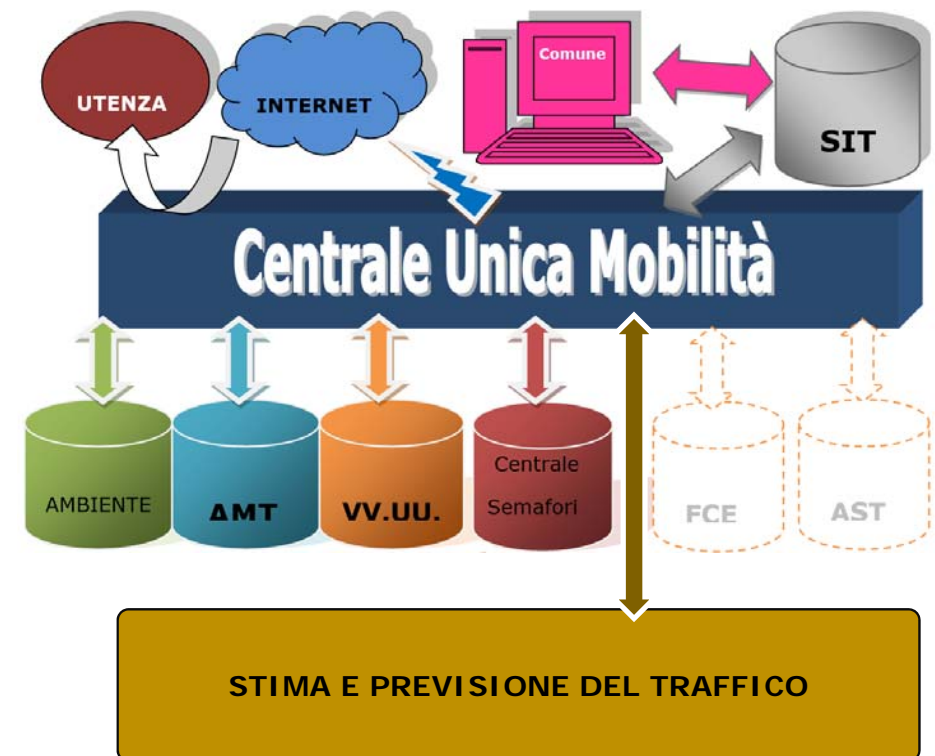 Comune
UTENZA
INTERNET
SIT
Centrale Unica Mobilità
Centrale
AMBIENTE
AMT
VV.UU.
Semafori
FCE
AST
STIMA E PREVISIONE DEL TRAFFICO